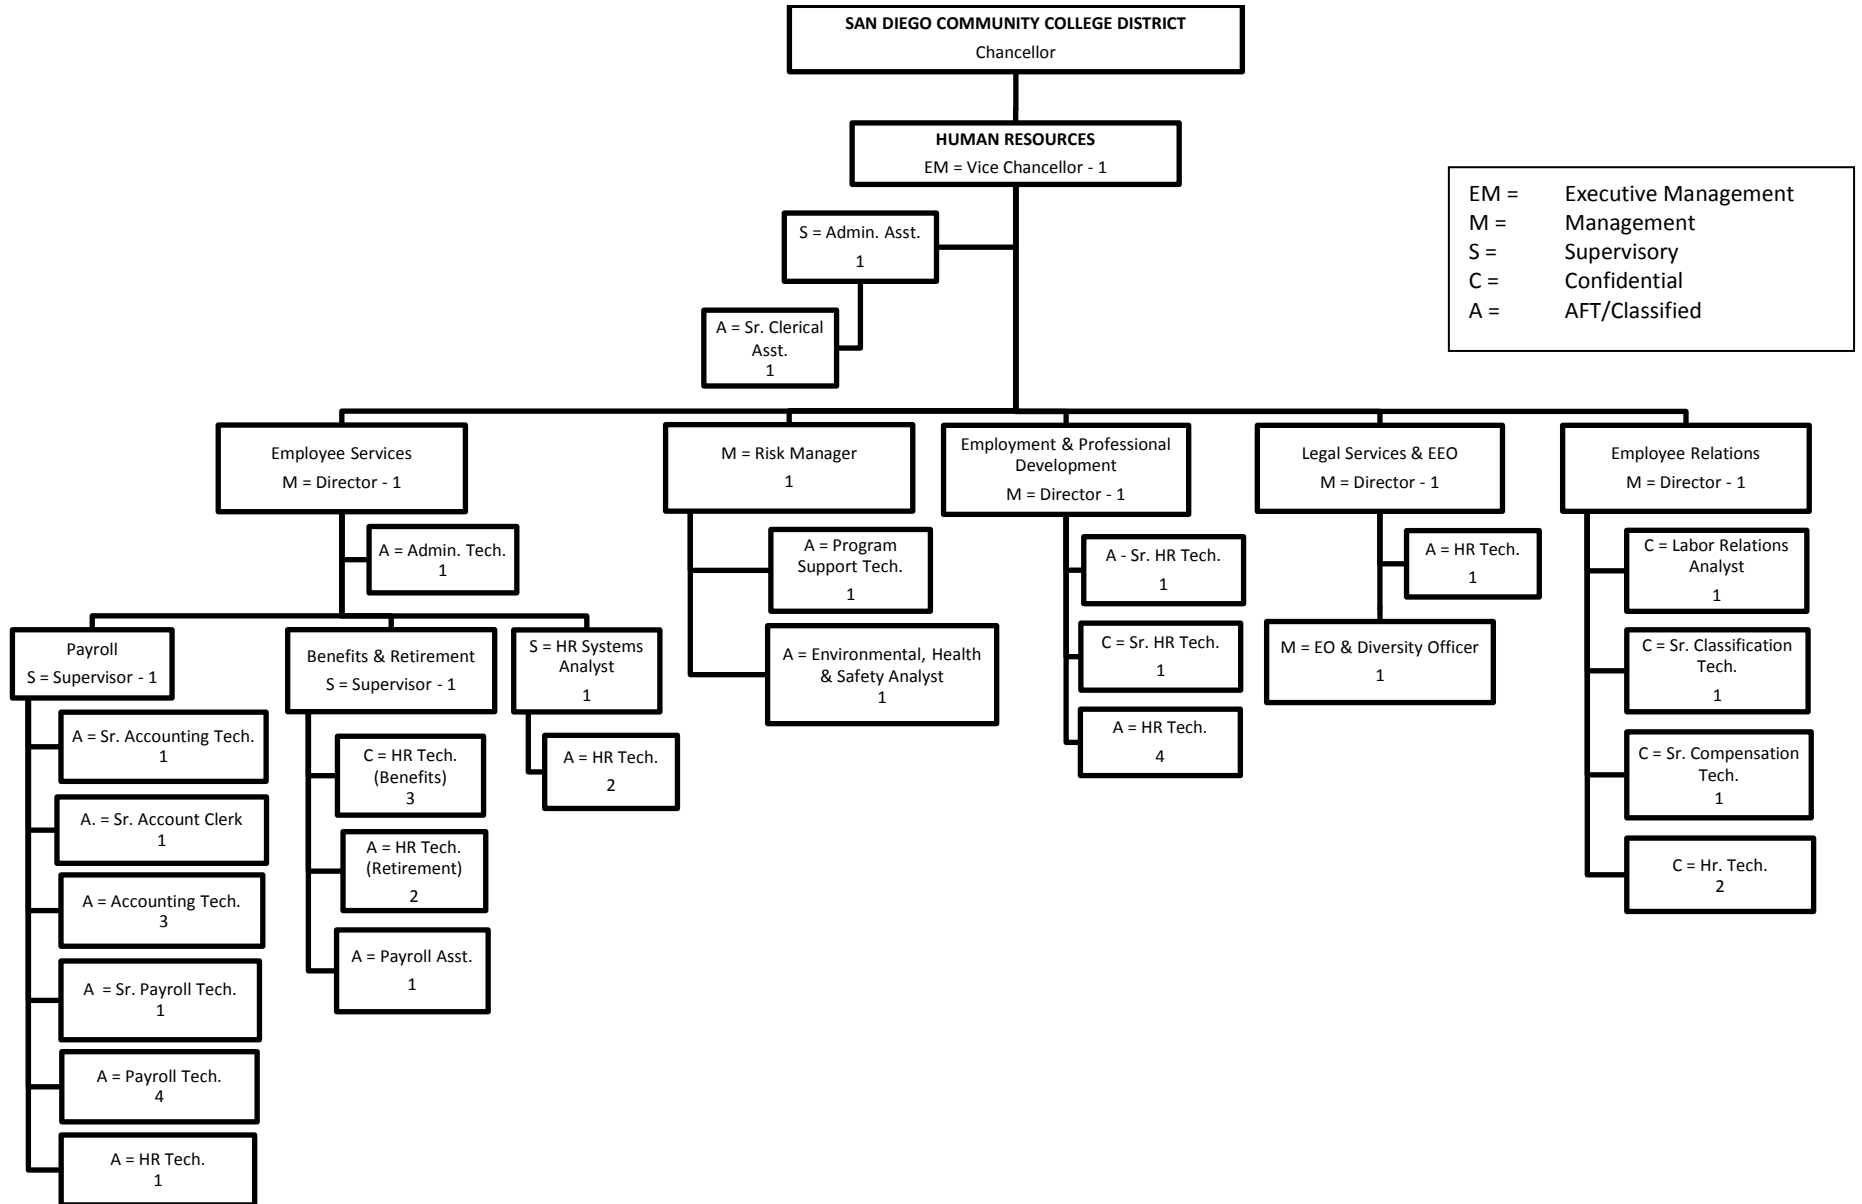 SAN DIEGO COMMUNITY COLLEGE DISTRICT
Chancellor
HUMAN RESOURCES
EM = Vice Chancellor - 1
EM = Executive Management
M = Management
S = Supervisory
C = Confidential
A = AFT/Classified
S = Admin. Asst.
1
A = Sr. Clerical
Asst.
1
Employee Services
M = Director - 1
M = Risk Manager
1
Employment & Professional
Development
M = Director - 1
Legal Services & EEO
M = Director - 1
Employee Relations
M = Director - 1
A = Admin. Tech.
1
Payroll
S = Supervisor - 1
A = Sr. Accounting Tech.
1
A. = Sr. Account Clerk
1
A = Accounting Tech.
3
A = Sr. Payroll Tech.
1
A = Payroll Tech.
4
A = HR Tech.
1
Benefits & Retirement
S = Supervisor - 1
C = HR Tech.
(Benefits)
3
A = HR Tech.
(Retirement)
2
A = Payroll Asst.
1
S = HR Systems
Analyst
1
A = HR Tech.
2
A = Program
Support Tech.
1
A = Environmental, Health
& Safety Analyst
1
A - Sr. HR Tech.
1
C = Sr. HR Tech.
1
A = HR Tech.
4
A = HR Tech.
1
M = EO & Diversity Officer
1
C = Labor Relations
Analyst
1
C = Sr. Classification
Tech.
1
C = Sr. Compensation
Tech.
1
C = Hr. Tech.
2